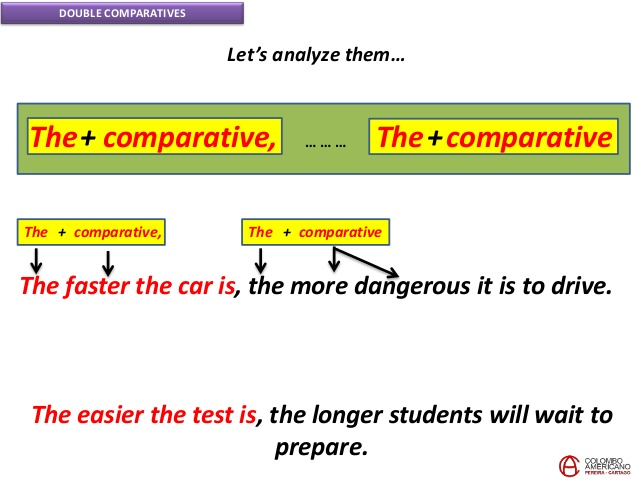 DOUBLE COMPARATIVES
Let's analyze them…
The + comparative, … … … The + comparative
The + comparative, The + comparative
The faster the car is, the more dangerous it is to drive.
The easier the test is, the longer students will wait to
prepare.
COLOMBO
AMERICANO
PEREIRA - CARTAGO